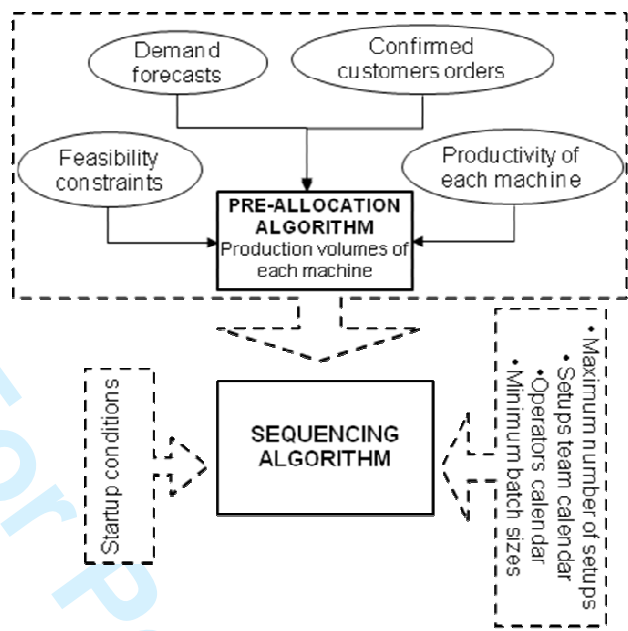 Demand
forecasts
Confirmed
customers orders
Feasibility
constraints
Productivity of
each machine
PRE-ALLOCATION
ALGORITHM
Production volumes of
each machine
Startup conditions
SEQUENCING
ALGORITHM
• Maximum number of setups
• Setups team calendar
• Operators calendar
• Minimum batch sizes
For P